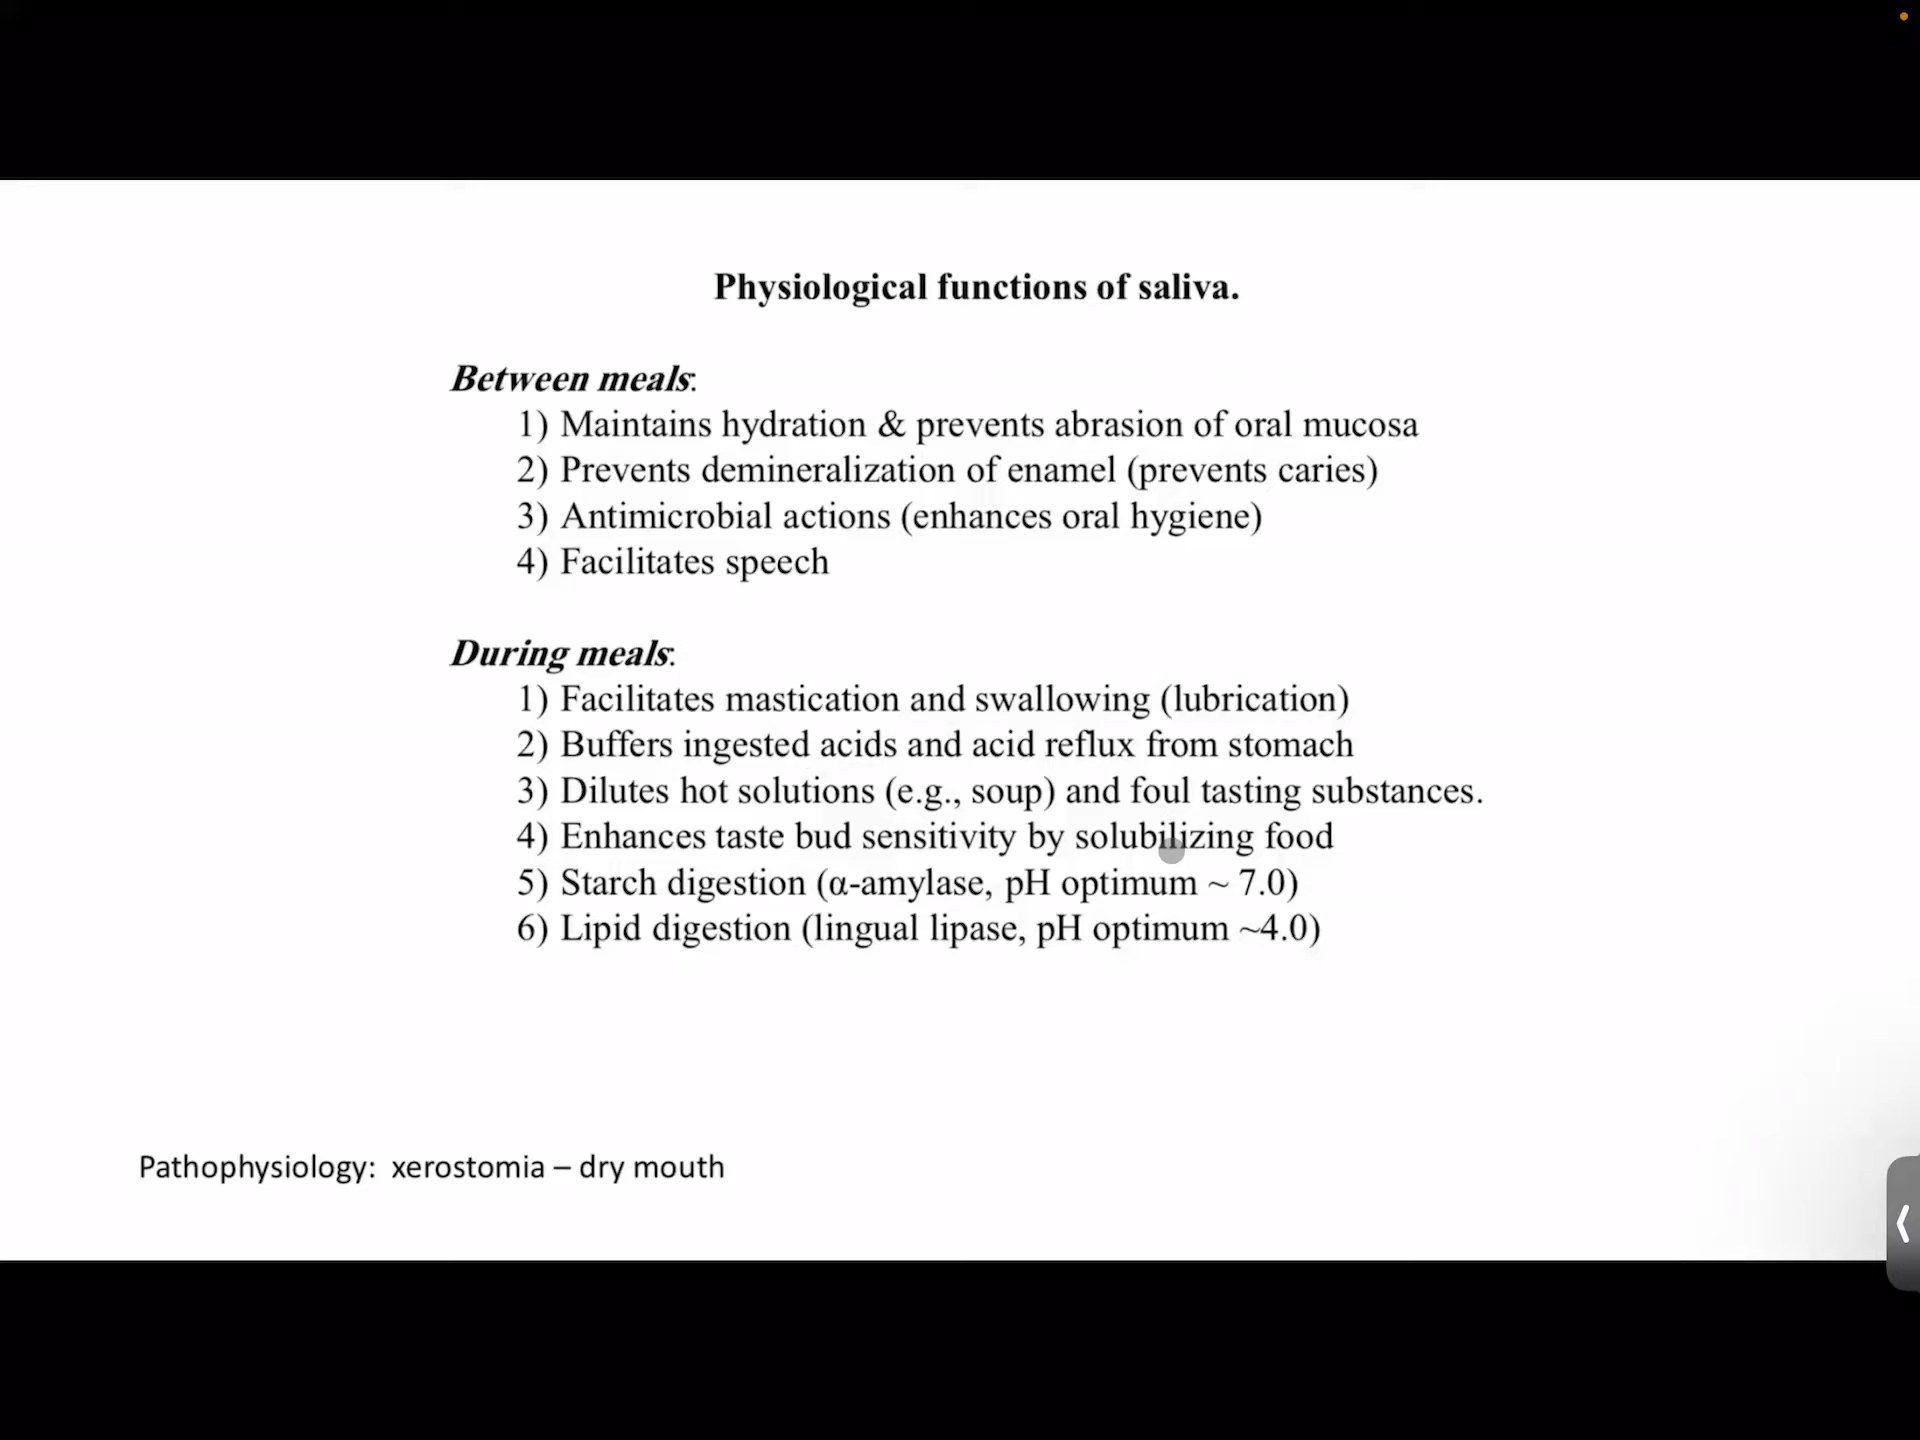 Physiological functions of saliva.
Between meals:
1) Maintains hydration & prevents abrasion of oral mucosa
2) Prevents demineralization of enamel (prevents caries)
3) Antimicrobial actions (enhances oral hygiene)
4) Facilitates speech
During meals:
1) Facilitates mastication and swallowing (lubrication)
2) Buffers ingested acids and acid reflux from stomach
3) Dilutes hot solutions (e.g., soup) and foul tasting substances.
4) Enhances taste bud sensitivity by solubilizing food
5) Starch digestion (α-amylase, pH optimum ~ 7.0)
6) Lipid digestion (lingual lipase, pH optimum ~4.0)
Pathophysiology:  xerostomia – dry mouth